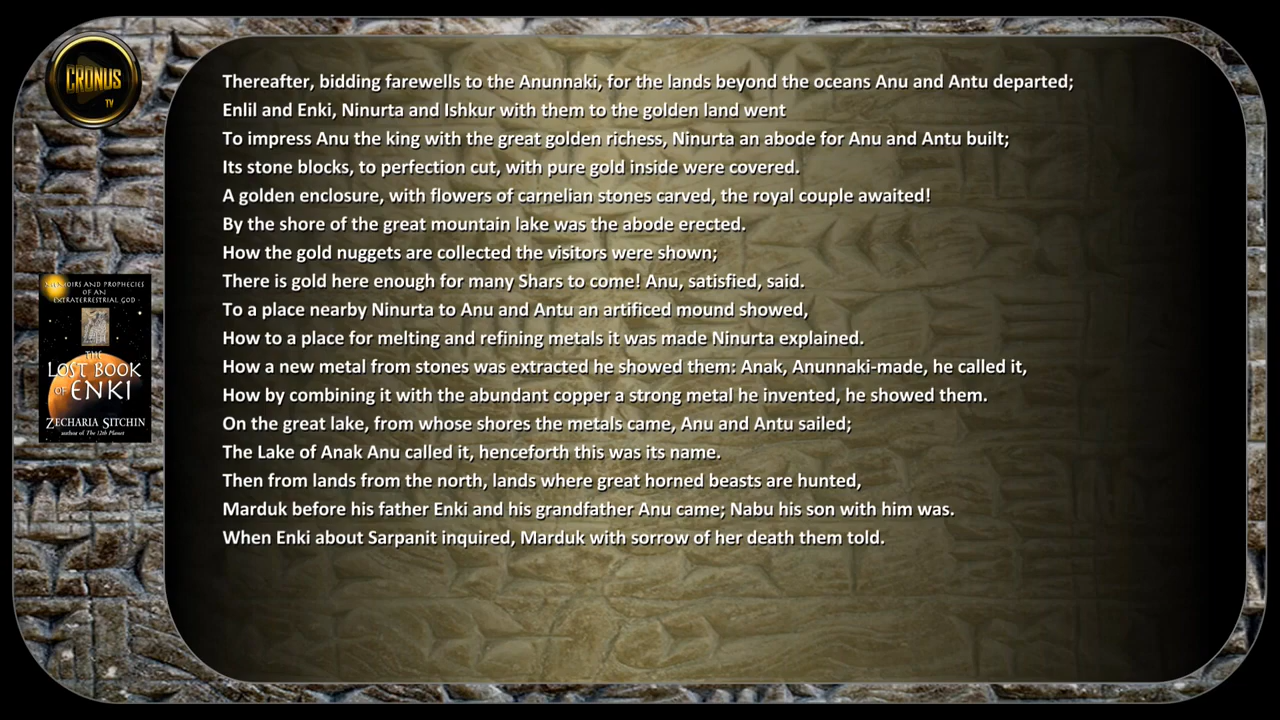 CRONUS
TV
Thereafter, bidding farewells to the Anunnaki, for the lands beyond the oceans Anu and Antu departed;
Enlil and Enki, Ninurta and Ishkur with them to the golden land went
To impress Anu the king with the great golden richess, Ninurta an abode for Anu and Antu built;
Its stone blocks, to perfection cut, with pure gold inside were covered.
A golden enclosure, with flowers of carnelian stones carved, the royal couple awaited!
By the shore of the great mountain lake was the abode erected.
How the gold nuggets are collected the visitors were shown;
There is gold here enough for many Shars to come! Anu, satisfied, said.
To a place nearby Ninurta to Anu and Antu an artificed mound showed,
How to a place for melting and refining metals it was made Ninurta explained.
How a new metal from stones was extracted he showed them: Anak, Anunnaki-made, he called it,
How by combining it with the abundant copper a strong metal he invented, he showed them.
On the great lake, from whose shores the metals came, Anu and Antu sailed;
The Lake of Anak Anu called it, henceforth this was its name.
Then from lands from the north, lands where great horned beasts are hunted,
Marduk before his father Enki and his grandfather Anu came; Nabu his son with him was.
When Enki about Sarpanit inquired, Marduk with sorrow of her death them told.
MEMOIRS AND PROPHECIES
OF AN
EXTRATERRESTRIAL GOD
THE
LOST BOOK
OF ENKI
ZECHARIA SITCHIN
author of The 12th Planet